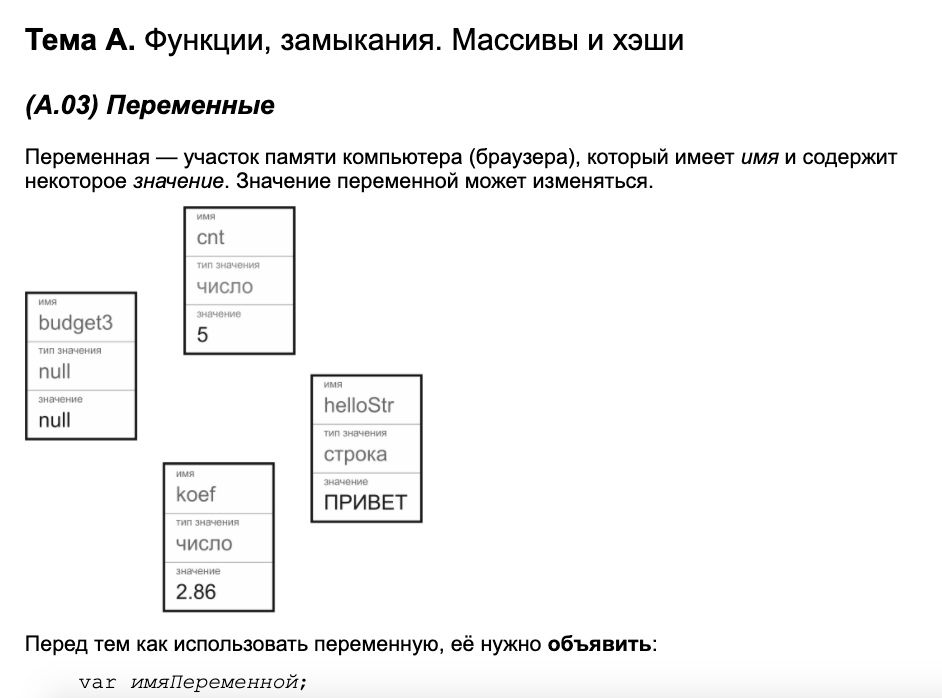 Тема A. Функции, замыкания. Массивы и хэши
(A.03) Переменные
Переменная — участок памяти компьютера (браузера), который имеет имя и содержит
некоторое значение. Значение переменной может изменяться.
имя
cnt
тип значения
число
значение
5
имя
budget3
тип значения
null
значение
null
имя
helloStr
тип значения
строка
значение
ПРИВЕТ
имя
koef
тип значения
число
значение
2.86
Перед тем как использовать переменную, её нужно объявить:
var имяПеременной;